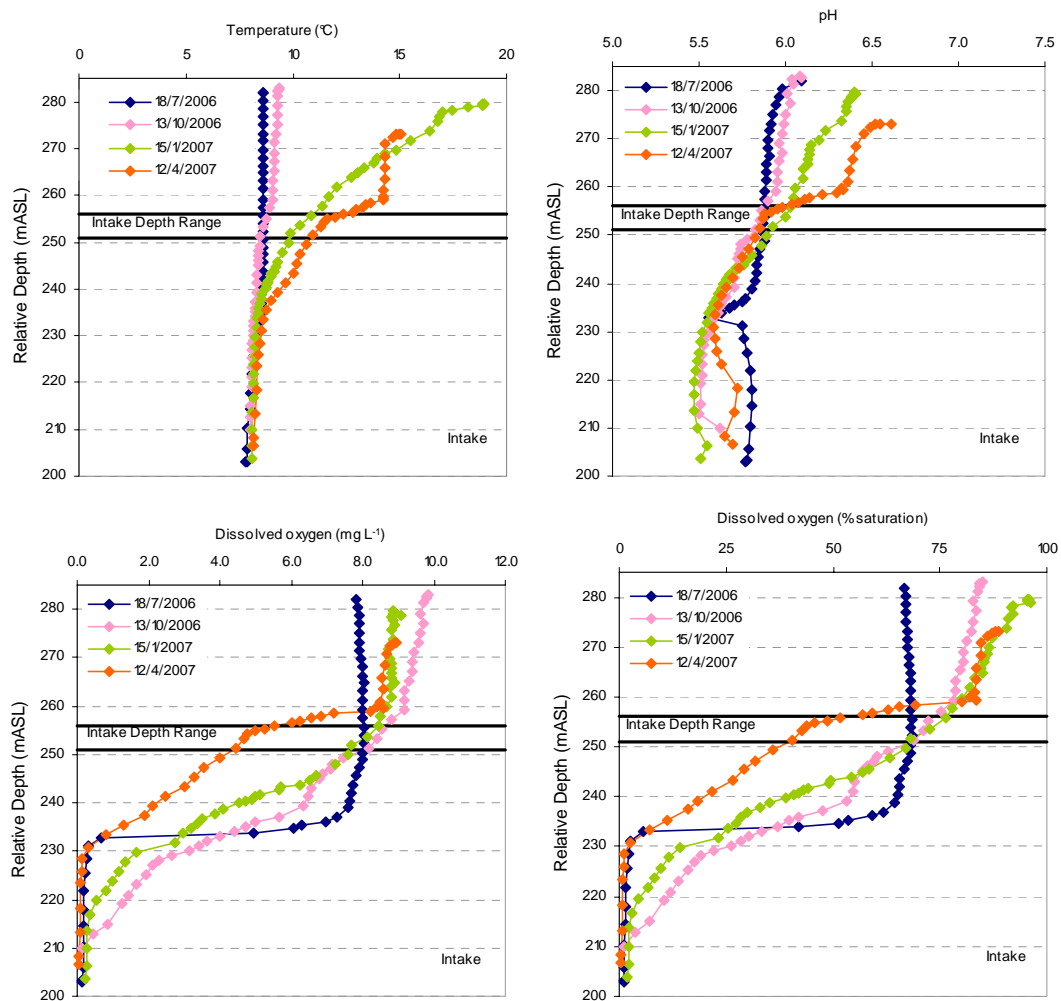 Temperature (°C)
0 5 10 15 20
Relative Depth (mASL)
280
270
260
250
240
230
220
210
200
18/7/2006
13/10/2006
15/1/2007
12/4/2007
Intake Depth Range
Intake
pH
5.0 5.5 6.0 6.5 7.0 7.5
Relative Depth (mASL)
280
270
260
250
240
230
220
210
200
18/7/2006
13/10/2006
15/1/2007
12/4/2007
Intake Depth Range
Intake
Dissolved oxygen (mg L⁻¹)
0.0 2.0 4.0 6.0 8.0 10.0 12.0
Relative Depth (mASL)
280
270
260
250
240
230
220
210
200
18/7/2006
13/10/2006
15/1/2007
12/4/2007
Intake Depth Range
Intake
Dissolved oxygen (% saturation)
0 25 50 75 100
Relative Depth (mASL)
280
270
260
250
240
230
220
210
200
18/7/2006
13/10/2006
15/1/2007
12/4/2007
Intake Depth Range
Intake